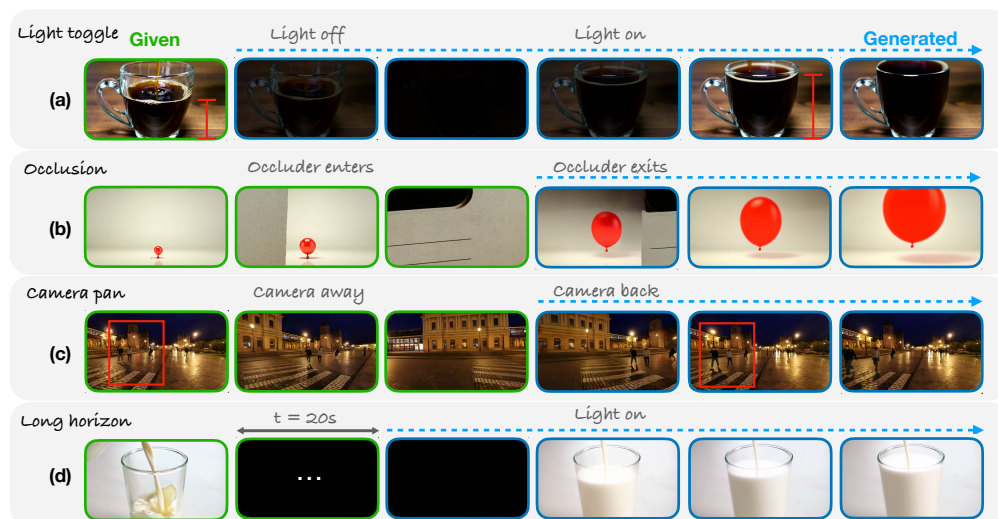 Light toggle Given Light off Light on Generated
(a)
Occlusion Occluder enters Occluder exits
(b)
Camera pan Camera away Camera back
(c)
Long horizon t = 20s Light on
(d) ...